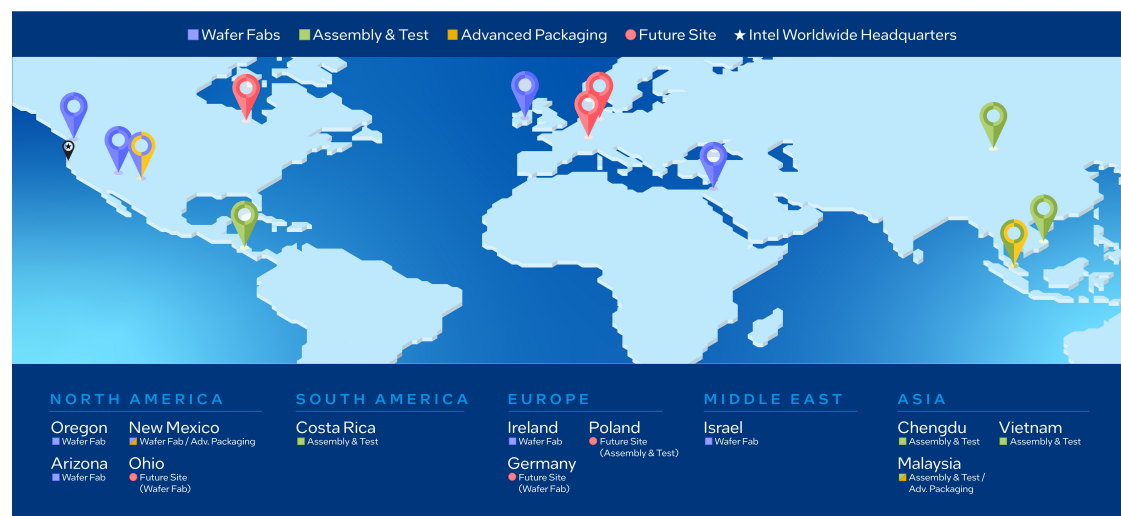 Wafer Fabs Assembly & Test Advanced Packaging Future Site Intel Worldwide Headquarters
NORTH AMERICA
Oregon
Wafer Fab
New Mexico
Wafer Fab / Adv. Packaging
Arizona
Wafer Fab
Ohio
Future Site
(Wafer Fab)
SOUTH AMERICA
Costa Rica
Assembly & Test
EUROPE
Ireland
Wafer Fab
Poland
Future Site
(Assembly & Test)
Germany
Future Site
(Wafer Fab)
MIDDLE EAST
Israel
Wafer Fab
ASIA
Chengdu
Assembly & Test
Vietnam
Assembly & Test
Malaysia
Assembly & Test /
Adv. Packaging